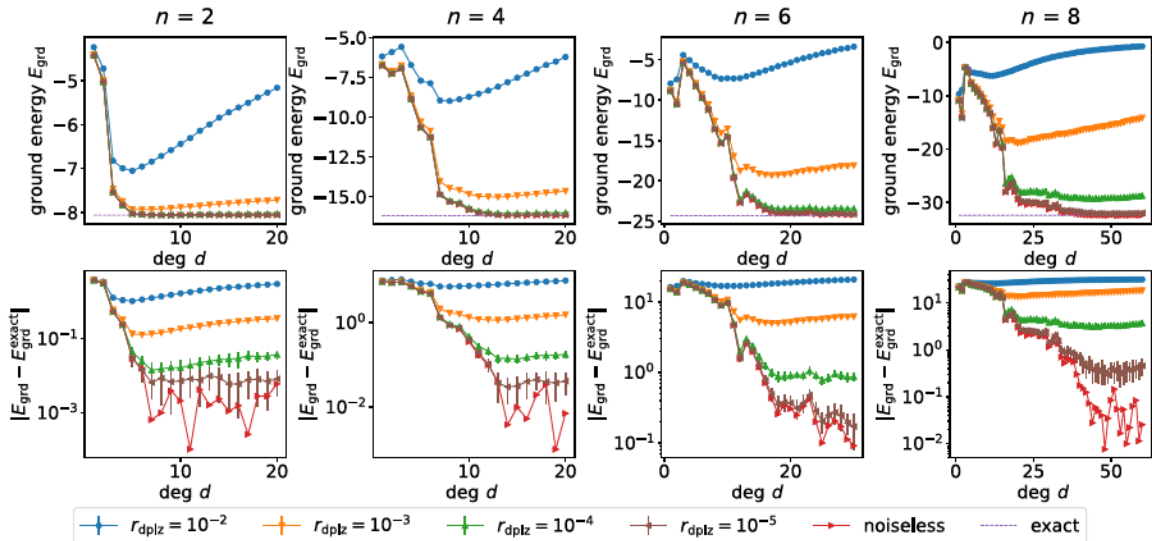 n = 2 n = 4 n = 6 n = 8
ground energy E_grd
−5
−6
−7
−8
10 20
deg d
ground energy E_grd
−5.0
−7.5
−10.0
−12.5
−15.0
10 20
deg d
ground energy E_grd
−5
−10
−15
−20
−25
20
deg d
ground energy E_grd
0
−10
−20
−30
0 25 50
deg d
|E_grd − E_grd^exact|
10^−1
10^−3
10 20
deg d
|E_grd − E_grd^exact|
10^0
10^−2
10 20
deg d
|E_grd − E_grd^exact|
10^1
10^0
10^−1
20
deg d
|E_grd − E_grd^exact|
10^1
10^0
10^−1
10^−2
0 25 50
deg d
r_dplz = 10^−2 r_dplz = 10^−3 r_dplz = 10^−4 r_dplz = 10^−5 noiseless exact